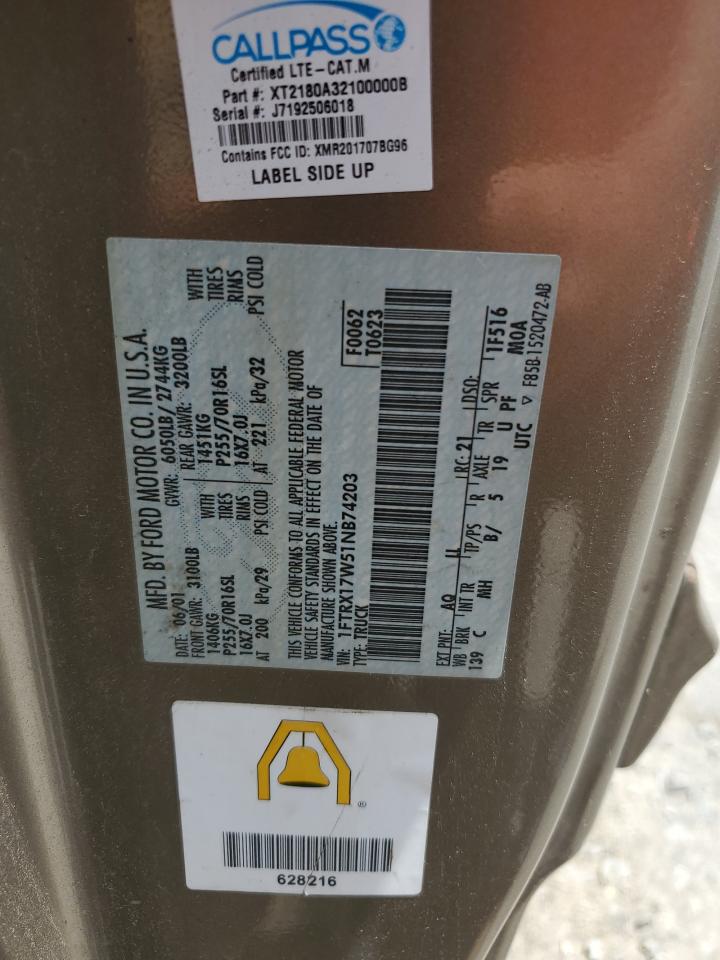 CALLPASS
Certified LTE-CAT.M
Part #: XT2180A32100000B
Serial #: J7192506018
Contains FCC ID: XMR201707BG96
LABEL SIDE UP
MFD. BY FORD MOTOR CO. IN U.S.A.
DATE: 06/01 GVWR: 6050LB/ 2744KG
FRONT GAWR: 3100LB REAR GAWR: 3200LB
1406KG WITH 1451KG WITH
P255/70R16SL TIRES P255/70R16SL TIRES
16X7.0J RIMS 16X7.0J RIMS
AT 200 kPa/29 PSI COLD AT 221 kPa/32 PSI COLD
THIS VEHICLE CONFORMS TO ALL APPLICABLE FEDERAL MOTOR
VEHICLE SAFETY STANDARDS IN EFFECT ON THE DATE OF
MANUFACTURE SHOWN ABOVE.
VIN: 1FTRX17W51NB74203 F0062
TYPE: TRUCK T0623
EXT PNT: AQ LL RC: 21 DSO:
WB BRK INT TR TP/PS R AXLE TR SPR 1F516
139 C MH B/ 5 19 U PF MOA
UTC ▽ F85B-1520472-AB
®
628216